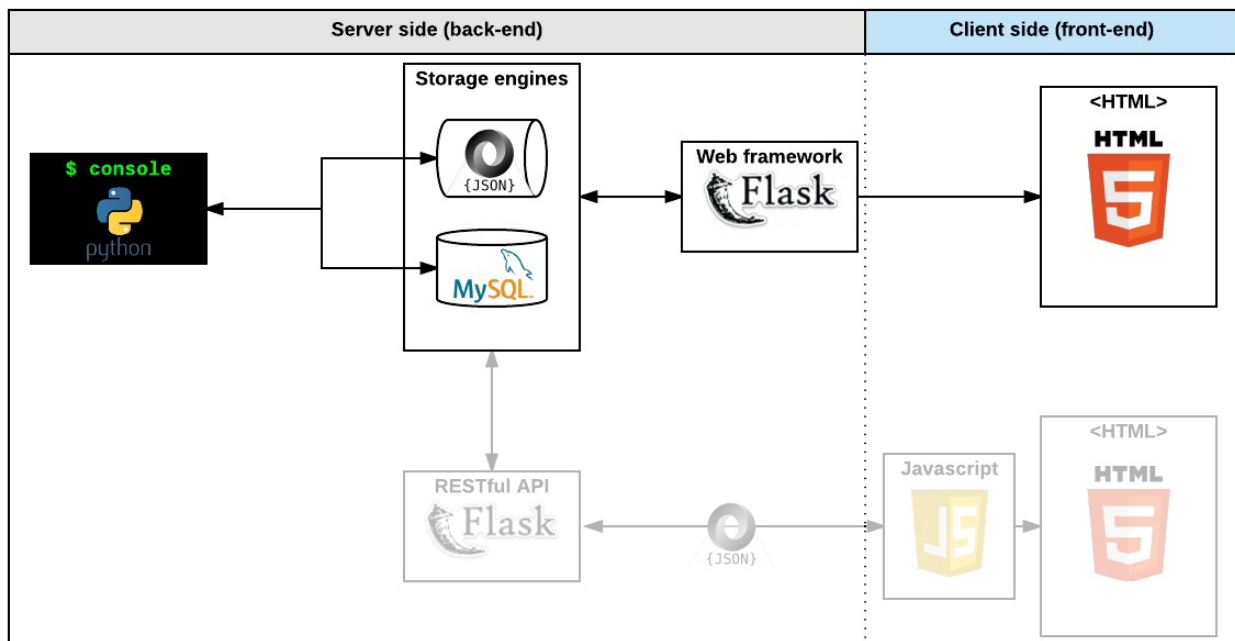 Server side (back-end)
Client side (front-end)
Storage engines
<HTML>
HTML
5
$ console
python
{JSON}
MySQL™
Web framework
Flask
RESTful API
Flask
{JSON}
Javascript
JS
<HTML>
HTML
5